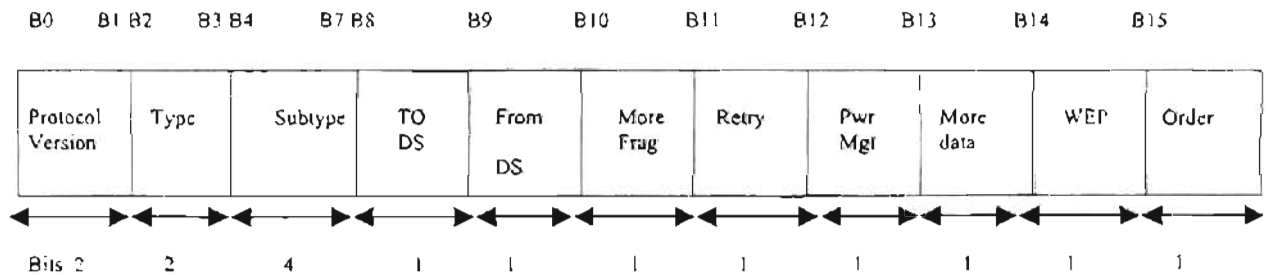 B0 B1 B2 B3 B4 B7 B8 B9 B10 B11 B12 B13 B14 B15
Protocol Version
Type
Subtype
TO DS
From DS
More Frag
Retry
Pwr Mgt
More data
WEP
Order
Bits 2 2 4 1 1 1 1 1 1 1 1